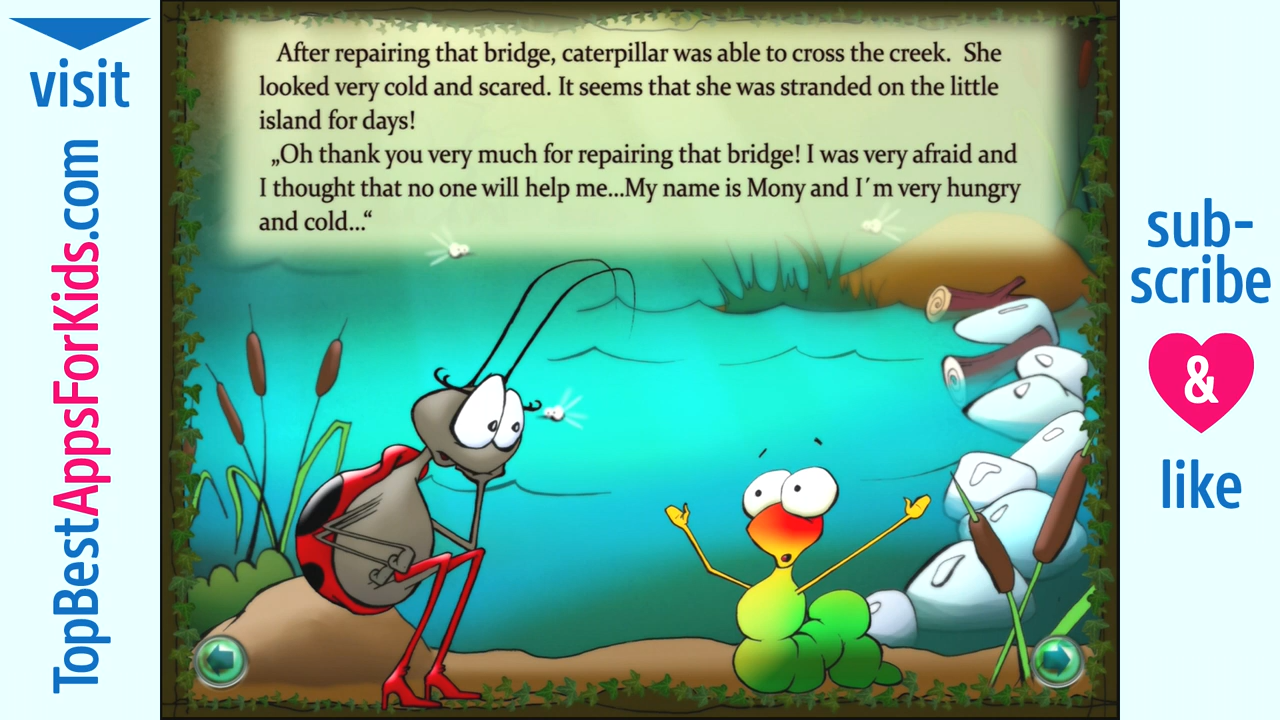 visit
TopBestAppsForKids.com
After repairing that bridge, caterpillar was able to cross the creek.  She
looked very cold and scared. It seems that she was stranded on the little
island for days!
„Oh thank you very much for repairing that bridge! I was very afraid and
I thought that no one will help me...My name is Mony and I´m very hungry
and cold...“
sub-
scribe
&
like